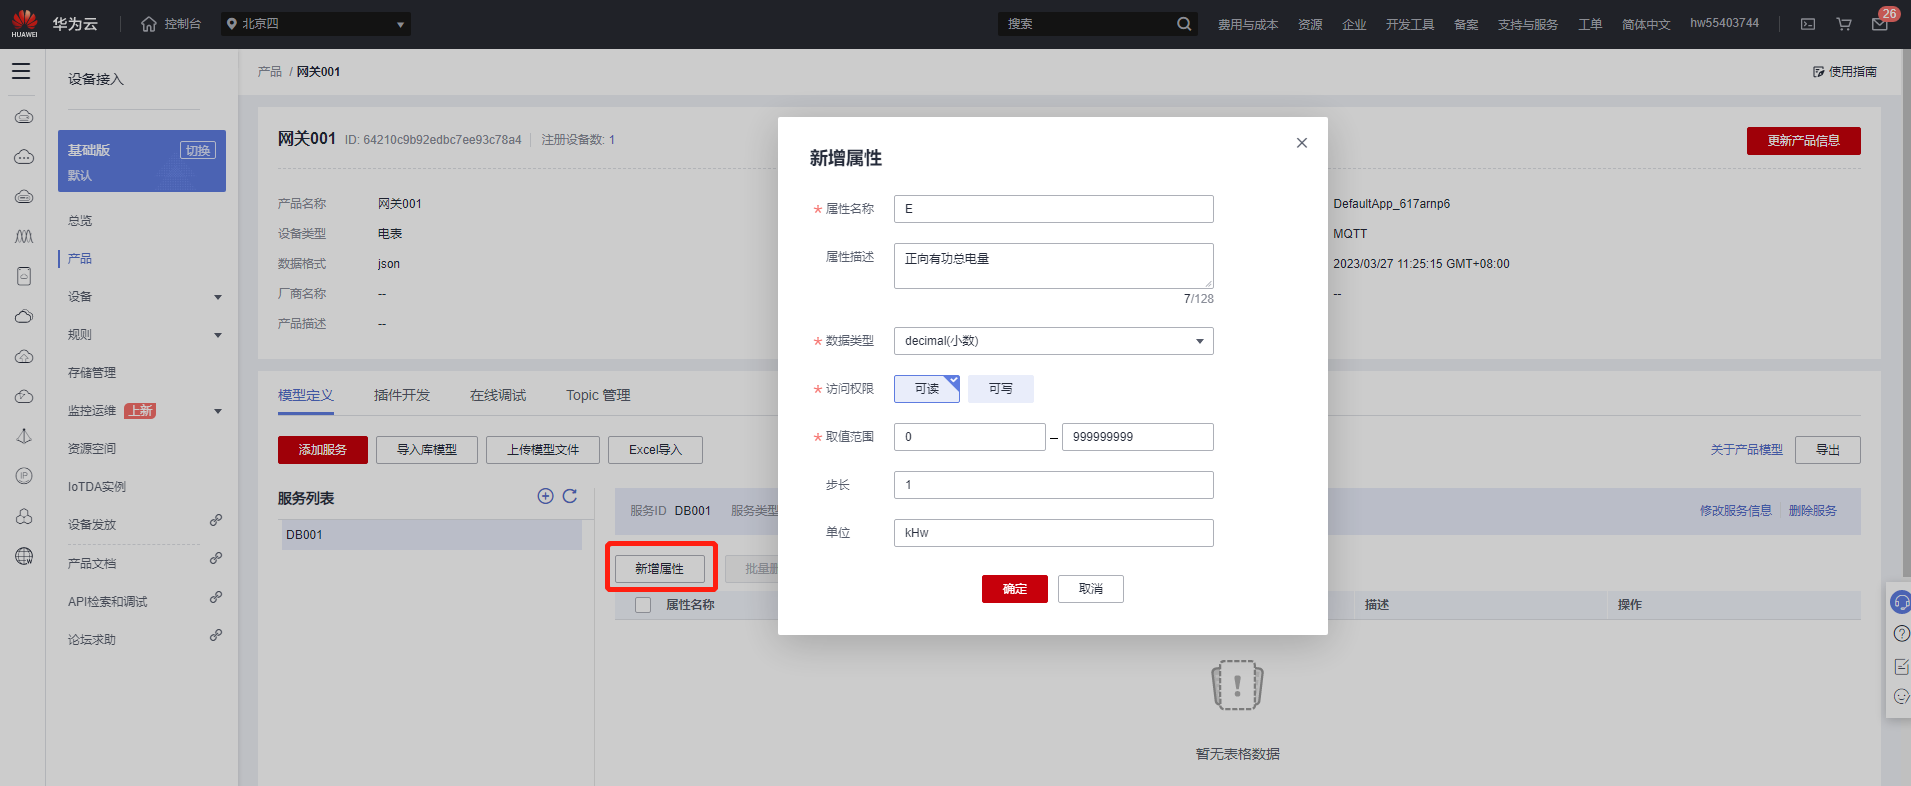 HUAWEI
华为云
控制台
北京四
搜索
费用与成本
资源
企业
开发工具
备案
支持与服务
工单
简体中文
hw55403744
26
设备接入
产品 / 网关001
使用指南
基础版
切换
默认
总览
产品
设备
规则
存储管理
监控运维 上新
资源空间
IoTDA实例
设备发放
产品文档
API检索和调试
论坛求助
网关001 ID: 64210c9b92edbc7ee93c78a4 注册设备数: 1
更新产品信息
产品名称 网关001
设备类型 电表
数据格式 json
厂商名称 --
产品描述 --
DefaultApp_617arnp6
MQTT
2023/03/27 11:25:15 GMT+08:00
--
模型定义
插件开发
在线调试
Topic 管理
添加服务
导入库模型
上传模型文件
Excel导入
关于产品模型
导出
服务列表
DB001
服务ID DB001 服务类型
修改服务信息
删除服务
新增属性
批量删
属性名称
描述
操作
暂无表格数据
新增属性
* 属性名称 E
属性描述 正向有功总电量
7/128
* 数据类型 decimal(小数)
* 访问权限 可读 可写
* 取值范围 0 – 999999999
步长 1
单位 kHw
确定
取消
iP